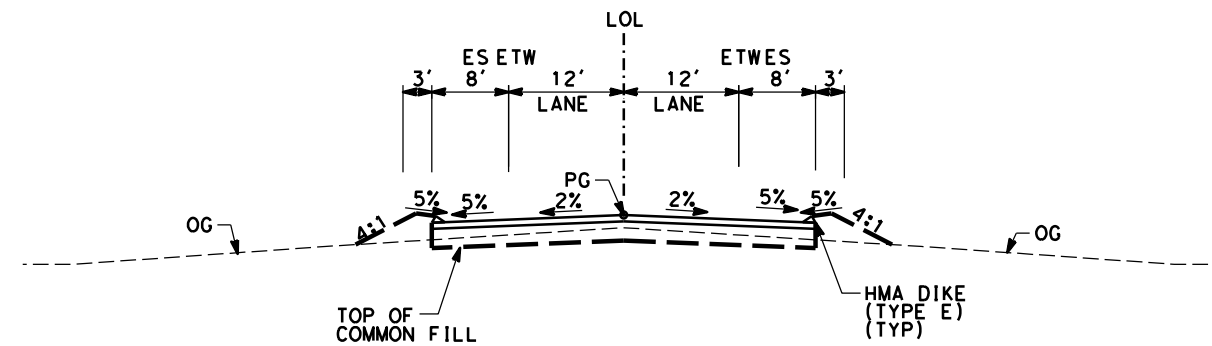 LOL
ES ETW
ETWES
3' 8' 12' 12' 8' 3'
LANE LANE
PG
5% 5% 2% 2% 5% 5%
4:1 4:1
OG
OG
TOP OF
COMMON FILL
HMA DIKE
(TYPE E)
(TYP)